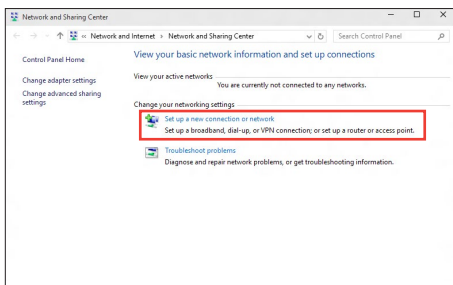 Network and Sharing Center
« Network and Internet › Network and Sharing Center
Search Control Panel
Control Panel Home
Change adapter settings
Change advanced sharing
settings
View your basic network information and set up connections
View your active networks
You are currently not connected to any networks.
Change your networking settings
Set up a new connection or network
Set up a broadband, dial-up, or VPN connection; or set up a router or access point.
Troubleshoot problems
Diagnose and repair network problems, or get troubleshooting information.